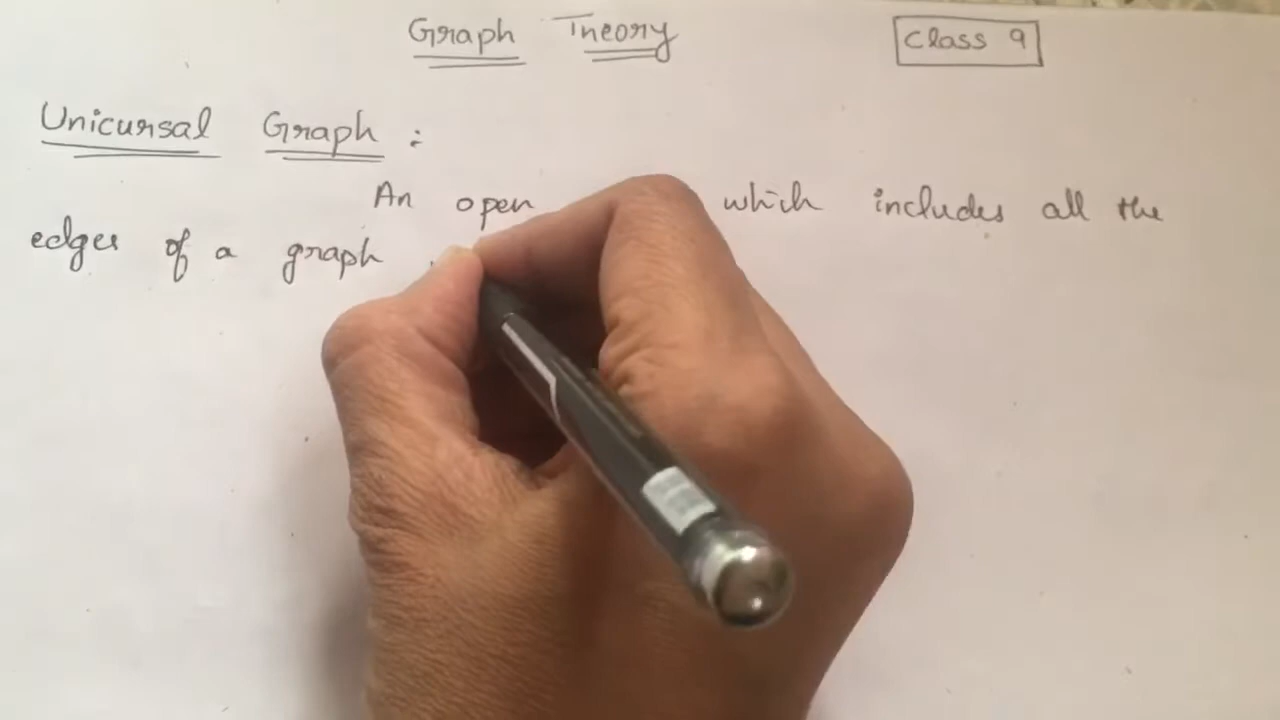 Graph Theory
Class 9
Unicursal Graph :
An open which includes all the
edges of a graph